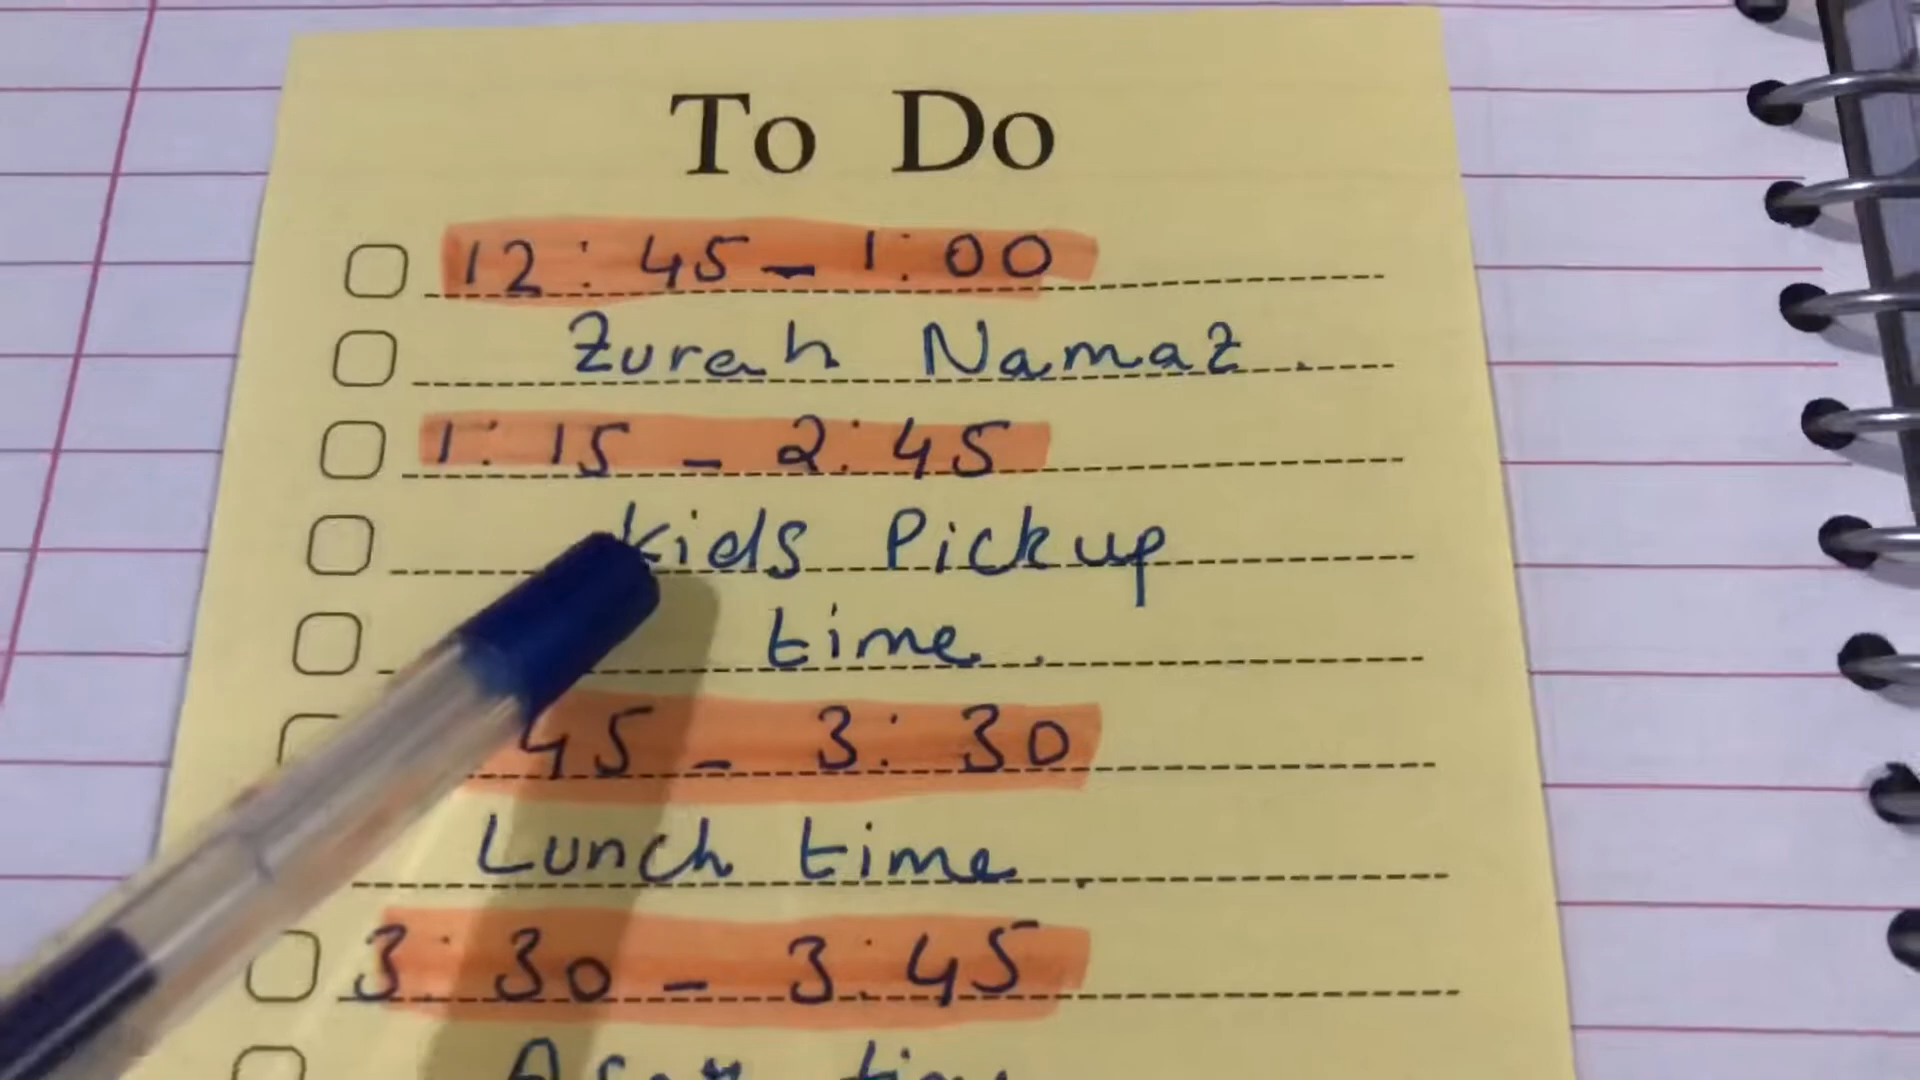 To Do
12:45 - 1:00
Zurah Namaz.
1:15 - 2:45
Kids Pickup
time.
45 - 3:30
Lunch time.
3:30 - 3:45